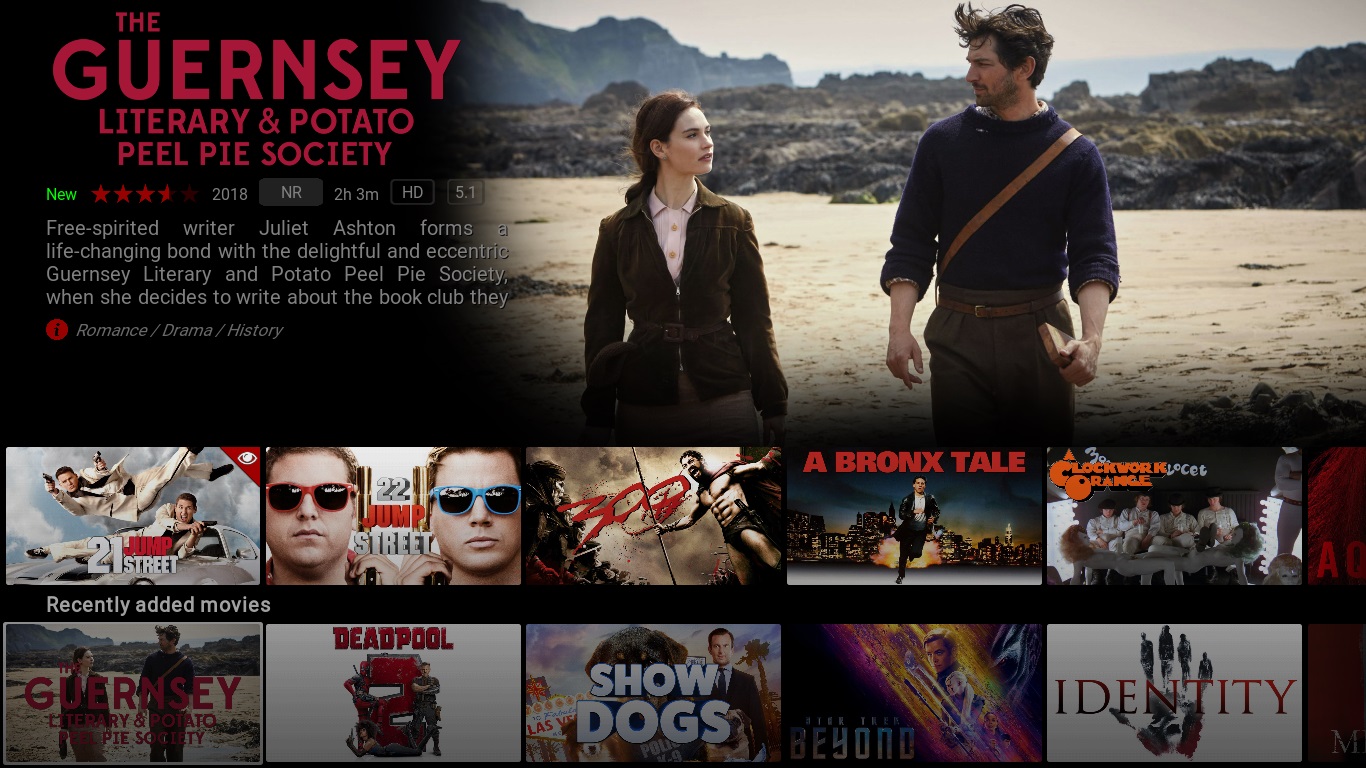 THE
GUERNSEY
LITERARY & POTATO
PEEL PIE SOCIETY
New 2018 NR 2h 3m HD 5.1
Free-spirited writer Juliet Ashton forms a
life-changing bond with the delightful and eccentric
Guernsey Literary and Potato Peel Pie Society,
when she decides to write about the book club they
i Romance / Drama / History
21 JUMP
STREET
22
JUMP
STREET
300
A BRONX TALE
A CLOCKWORK
ORANGE
Recently added movies
THE
GUERNSEY
LITERARY & POTATO
PEEL PIE SOCIETY
DEADPOOL
2
LAS VE
SHOW
DOGS
STAR TREK
BEYOND
IDENTITY